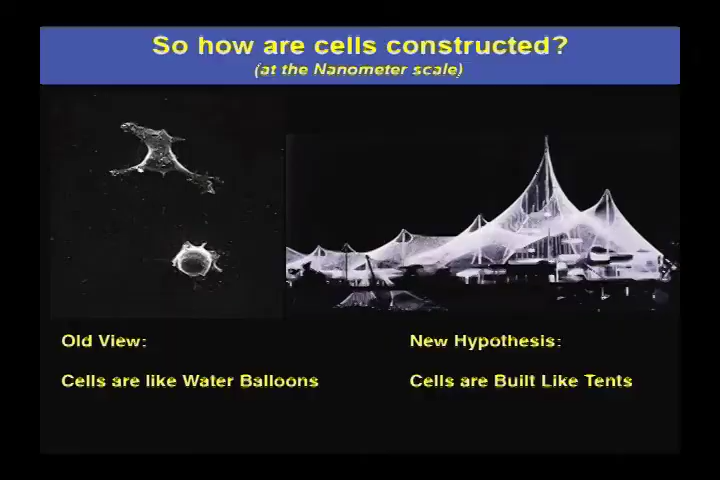 So how are cells constructed?
(at the Nanometer scale)
Old View:
Cells are like Water Balloons
New Hypothesis:
Cells are Built Like Tents